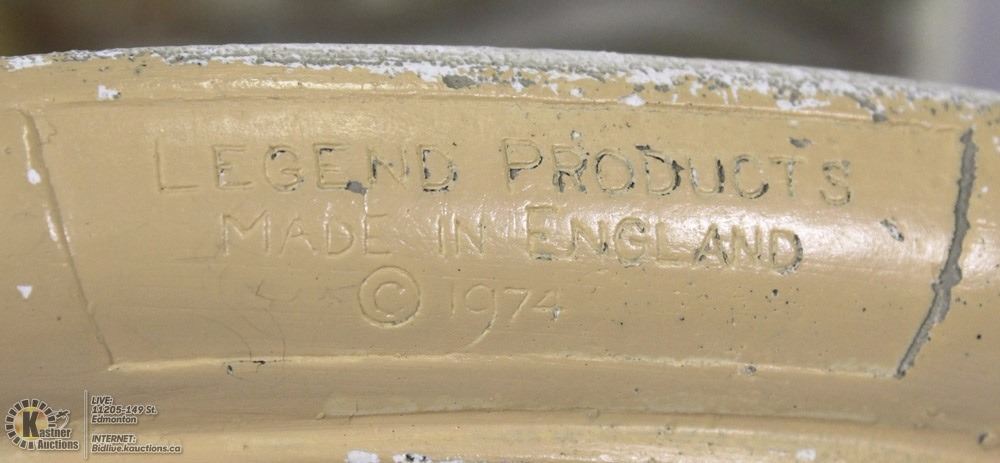 LEGEND PRODUCTS
MADE IN ENGLAND
© 1974
Kastner
Auctions
LIVE:
11205-149 St.
Edmonton
INTERNET:
Bidlive.kauctions.ca